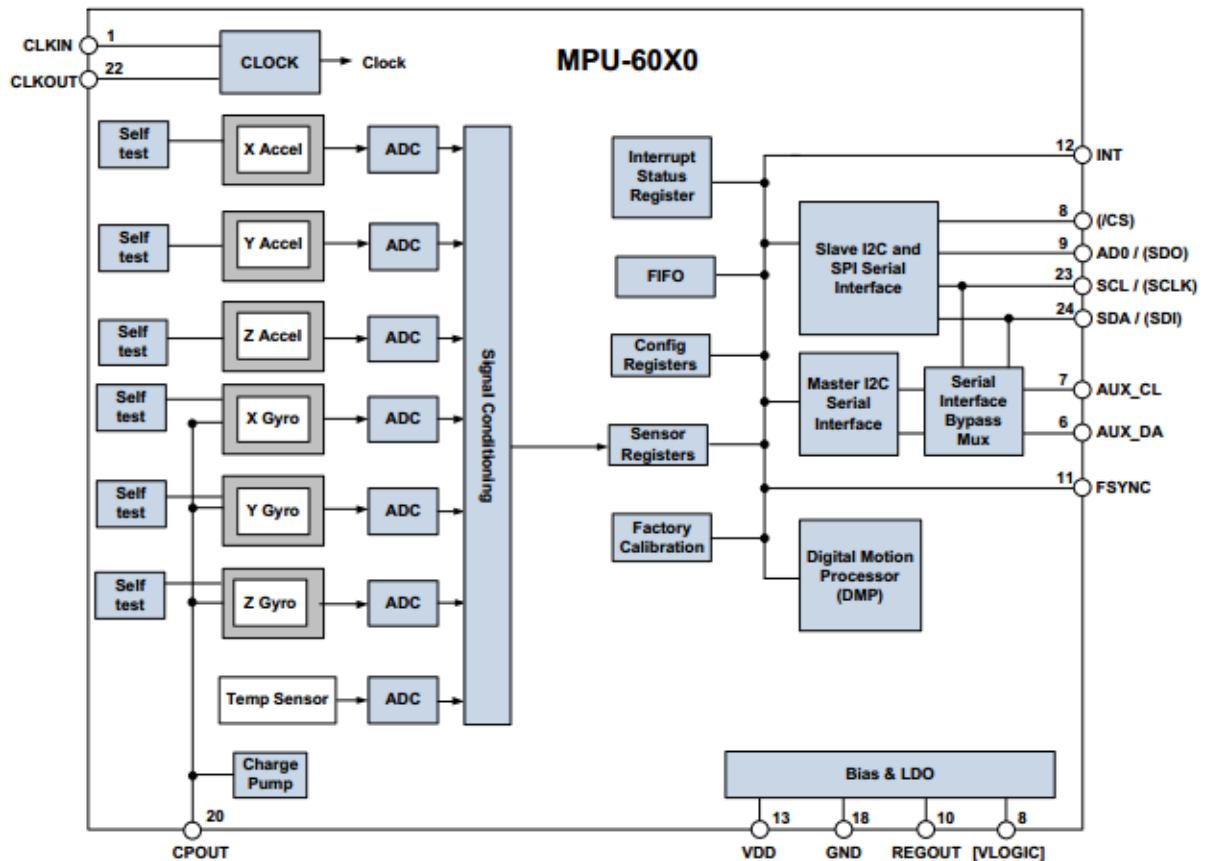 MPU-60X0
CLKIN
1
CLKOUT
22
CLOCK
Clock
Self
test
X Accel
ADC
Self
test
Y Accel
ADC
Self
test
Z Accel
ADC
Self
test
X Gyro
ADC
Self
test
Y Gyro
ADC
Self
test
Z Gyro
ADC
Temp Sensor
ADC
Charge
Pump
20
CPOUT
Signal Conditioning
Interrupt
Status
Register
FIFO
Config
Registers
Sensor
Registers
Factory
Calibration
Slave I2C and
SPI Serial
Interface
Master I2C
Serial
Interface
Serial
Interface
Bypass
Mux
Digital Motion
Processor
(DMP)
12
INT
8
(/CS)
9
AD0 / (SDO)
23
SCL / (SCLK)
24
SDA / (SDI)
7
AUX_CL
6
AUX_DA
11
FSYNC
Bias & LDO
13
VDD
18
GND
10
REGOUT
8
[VLOGIC]